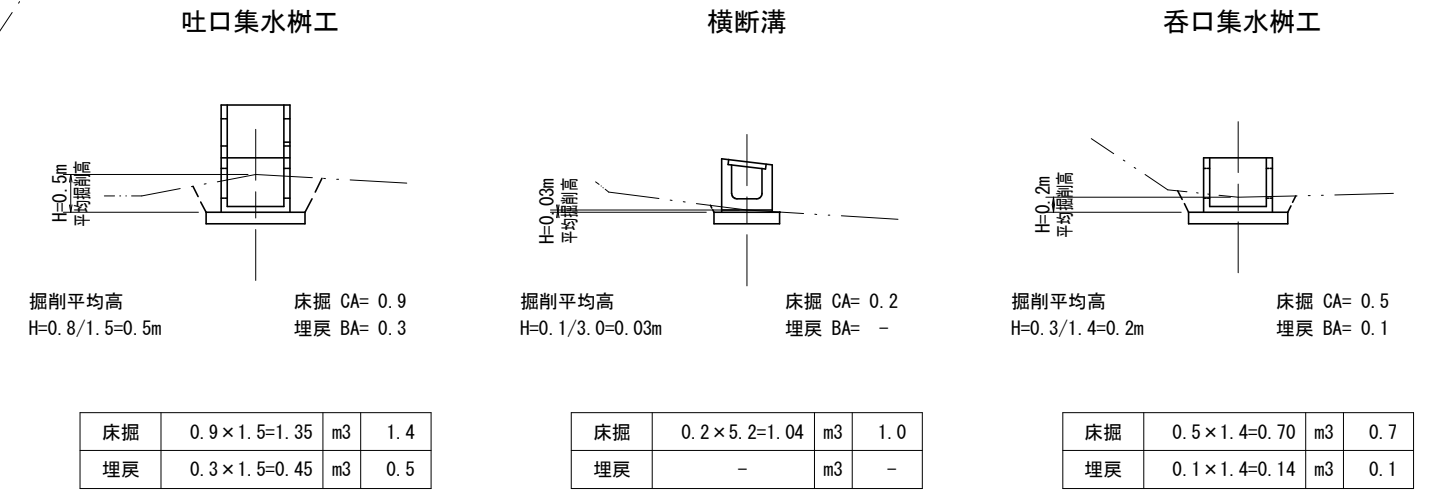 吐口集水桝工
H=0.5m
平均掘削高
掘削平均高
H=0.8/1.5=0.5m
床掘 CA= 0.9
埋戻 BA= 0.3
床掘 0.9×1.5=1.35 m3 1.4
埋戻 0.3×1.5=0.45 m3 0.5
横断溝
H=0.03m
平均掘削高
掘削平均高
H=0.1/3.0=0.03m
床掘 CA= 0.2
埋戻 BA= -
床掘 0.2×5.2=1.04 m3 1.0
埋戻 - m3 -
呑口集水桝工
H=0.2m
平均掘削高
掘削平均高
H=0.3/1.4=0.2m
床掘 CA= 0.5
埋戻 BA= 0.1
床掘 0.5×1.4=0.70 m3 0.7
埋戻 0.1×1.4=0.14 m3 0.1